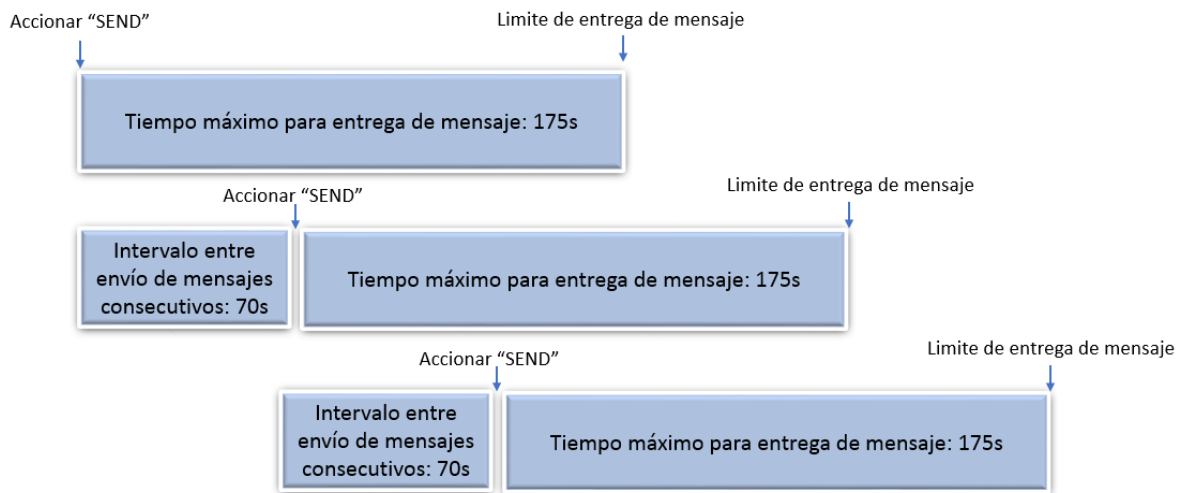 Accionar “SEND”
Limite de entrega de mensaje
Tiempo máximo para entrega de mensaje: 175s
Accionar “SEND”
Limite de entrega de mensaje
Intervalo entre
envío de mensajes
consecutivos: 70s
Tiempo máximo para entrega de mensaje: 175s
Accionar “SEND”
Limite de entrega de mensaje
Intervalo entre
envío de mensajes
consecutivos: 70s
Tiempo máximo para entrega de mensaje: 175s